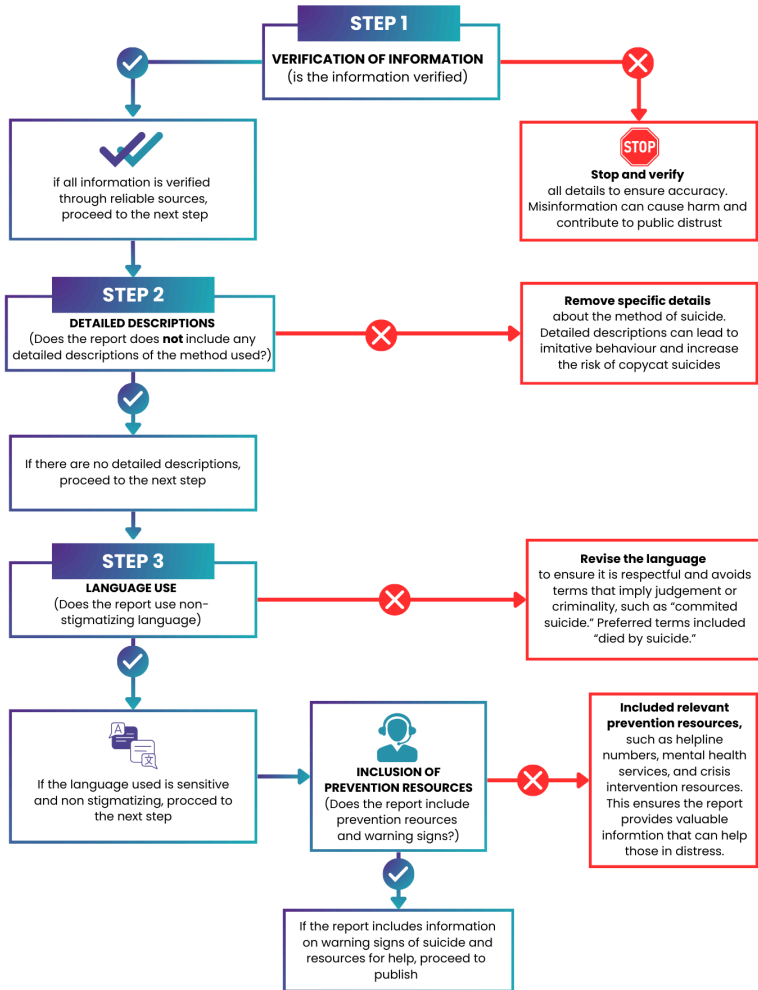 STEP 1
VERIFICATION OF INFORMATION
(is the information verified)
if all information is verified
through reliable sources,
proceed to the next step
STOP
Stop and verify
all details to ensure accuracy.
Misinformation can cause harm and
contribute to public distrust
STEP 2
DETAILED DESCRIPTIONS
(Does the report does not include any
detailed descriptions of the method used?)
Remove specific details
about the method of suicide.
Detailed descriptions can lead to
imitative behaviour and increase
the risk of copycat suicides
If there are no detailed descriptions,
proceed to the next step
STEP 3
LANGUAGE USE
(Does the report use non-
stigmatizing language)
Revise the language
to ensure it is respectful and avoids
terms that imply judgement or
criminality, such as “commited
suicide.” Preferred terms included
“died by suicide.”
A
文
If the language used is sensitive
and non stigmatizing, procced to
the next step
INCLUSION OF
PREVENTION RESOURCES
(Does the report include
prevention reources
and warning signs?)
Included relevant
prevention resources,
such as helpline
numbers, mental health
services, and crisis
intervention resources.
This ensures the report
provides valuable
informtion that can help
those in distress.
If the report includes information
on warning signs of suicide and
resources for help, proceed to
publish